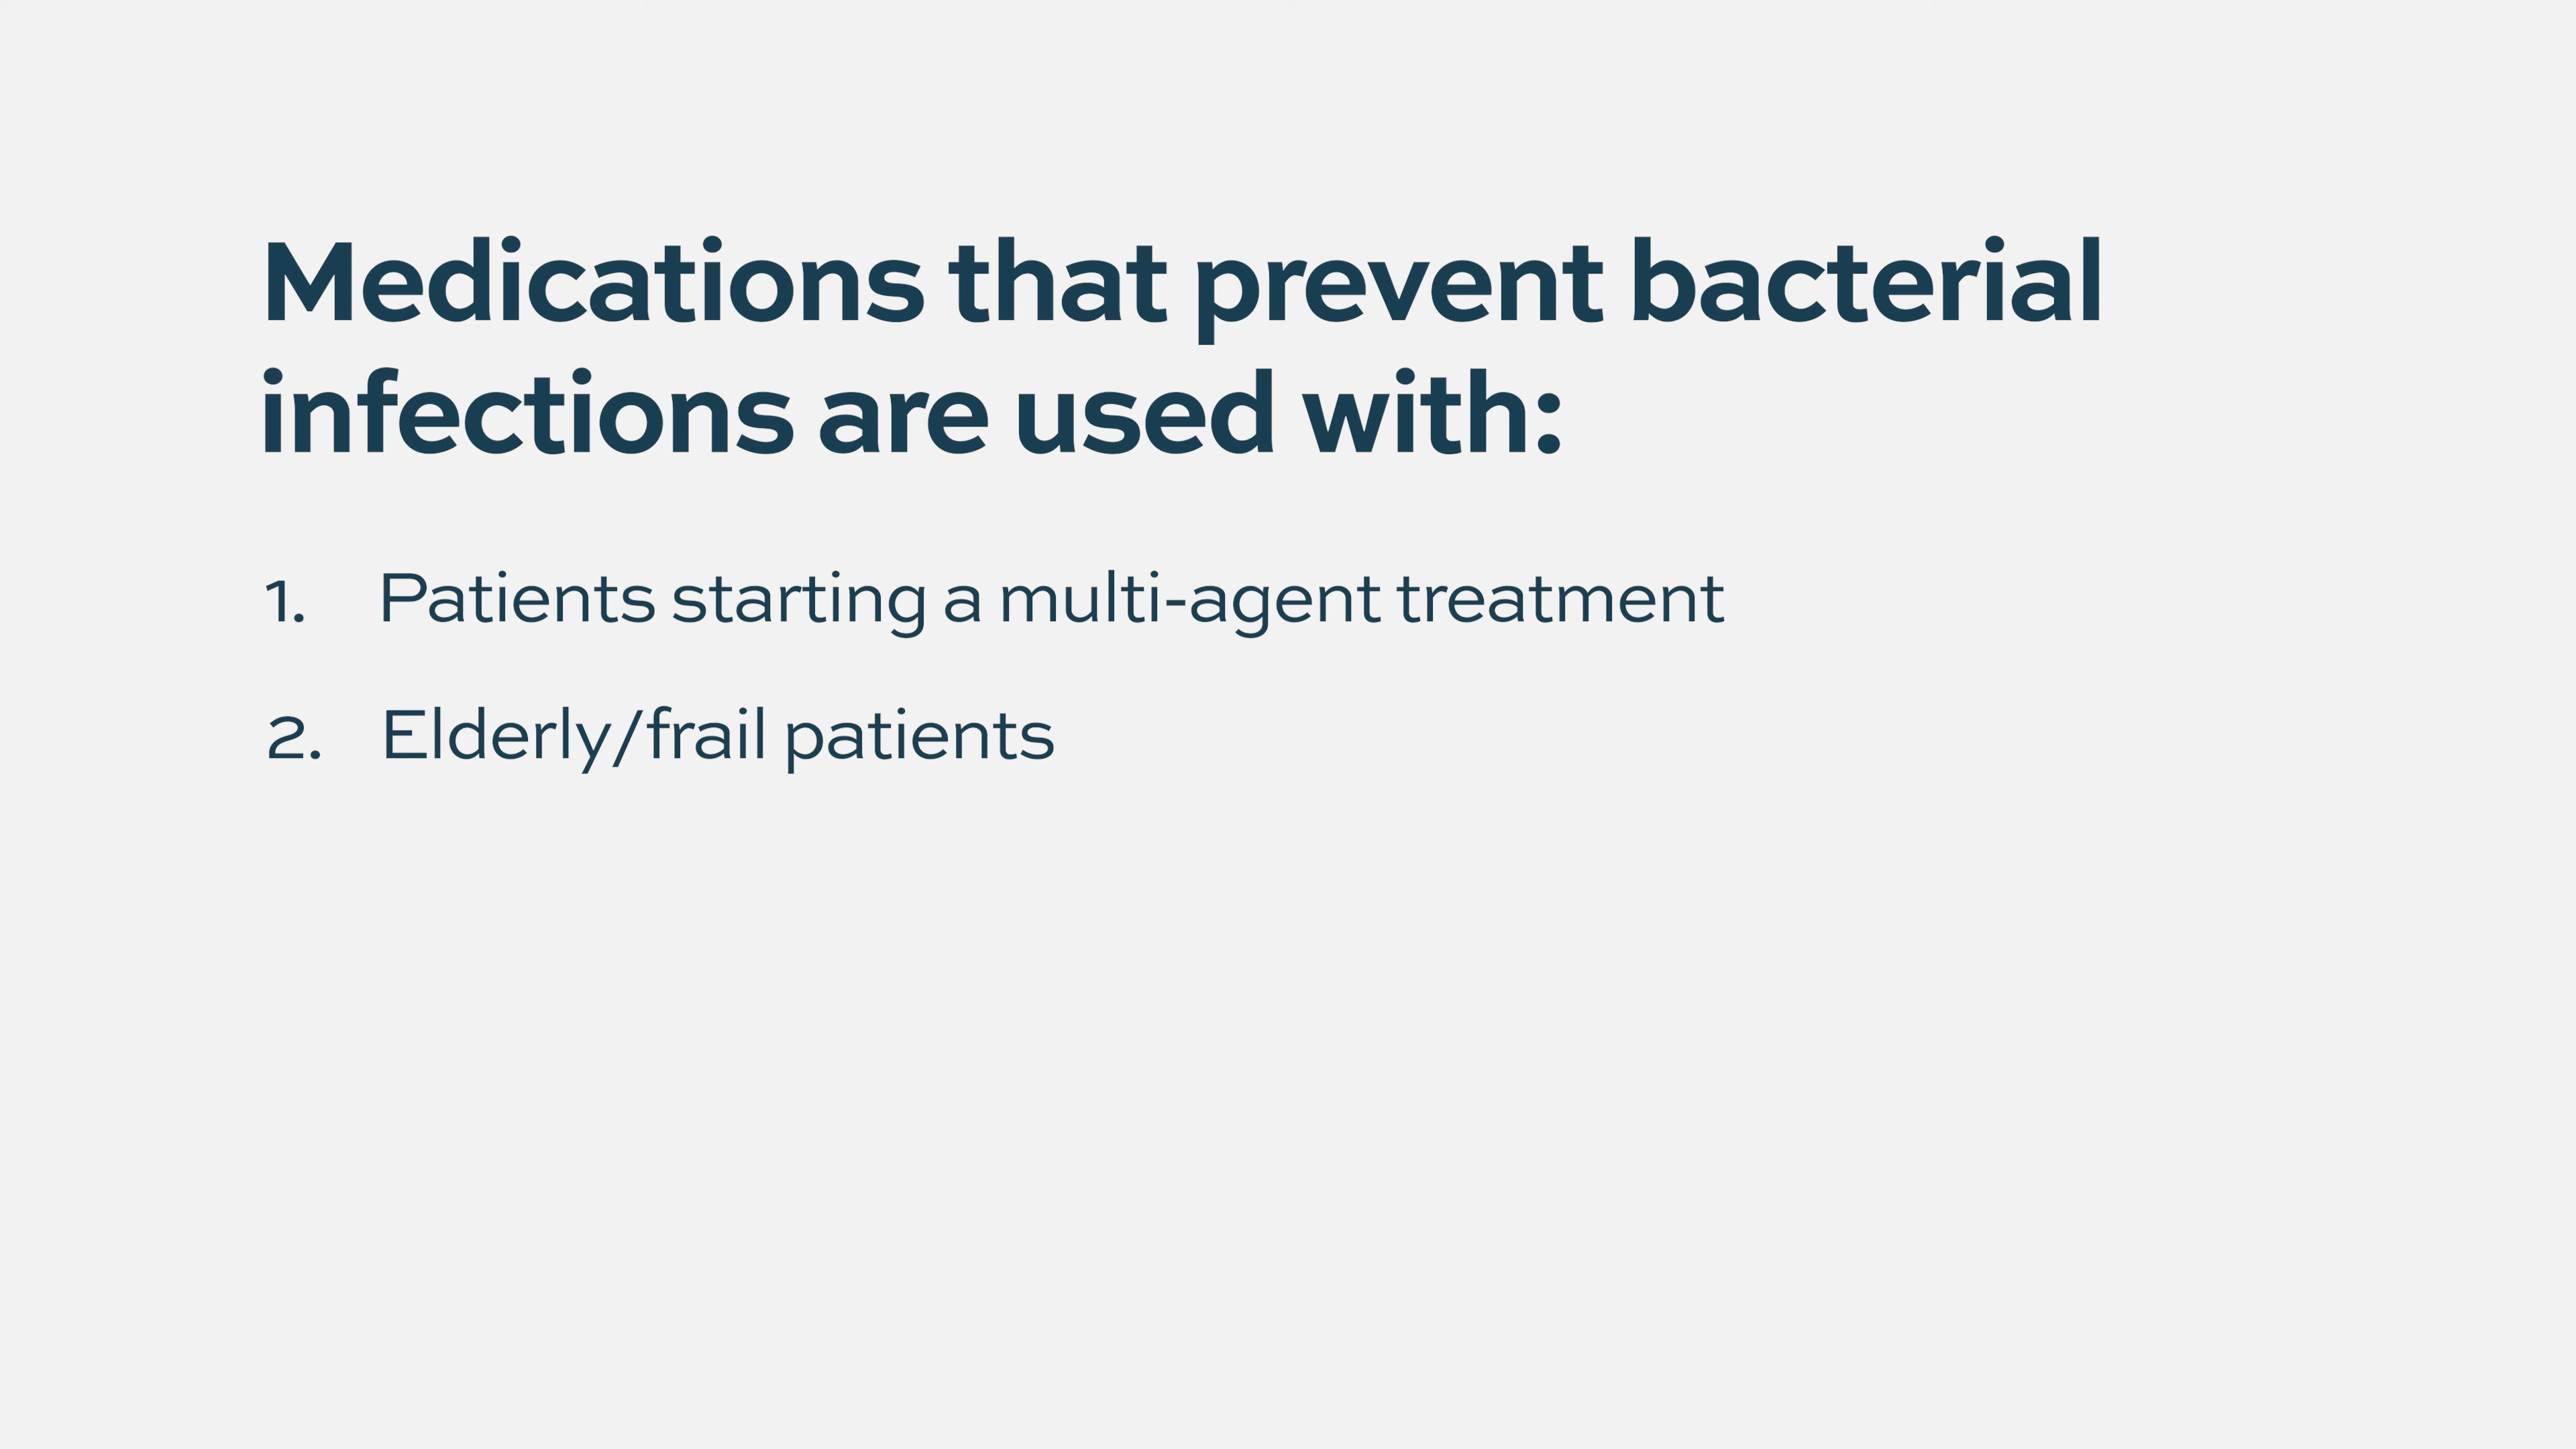 Medications that prevent bacterial
infections are used with:
1. Patients starting a multi-agent treatment
2. Elderly/frail patients